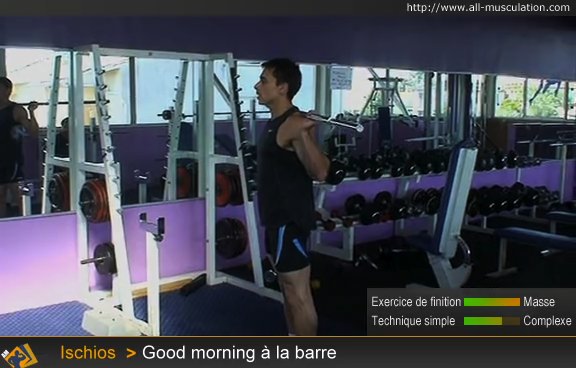 http://www.all-musculation.com
Exercice de finition Masse
Technique simple Complexe
Ischios > Good morning à la barre